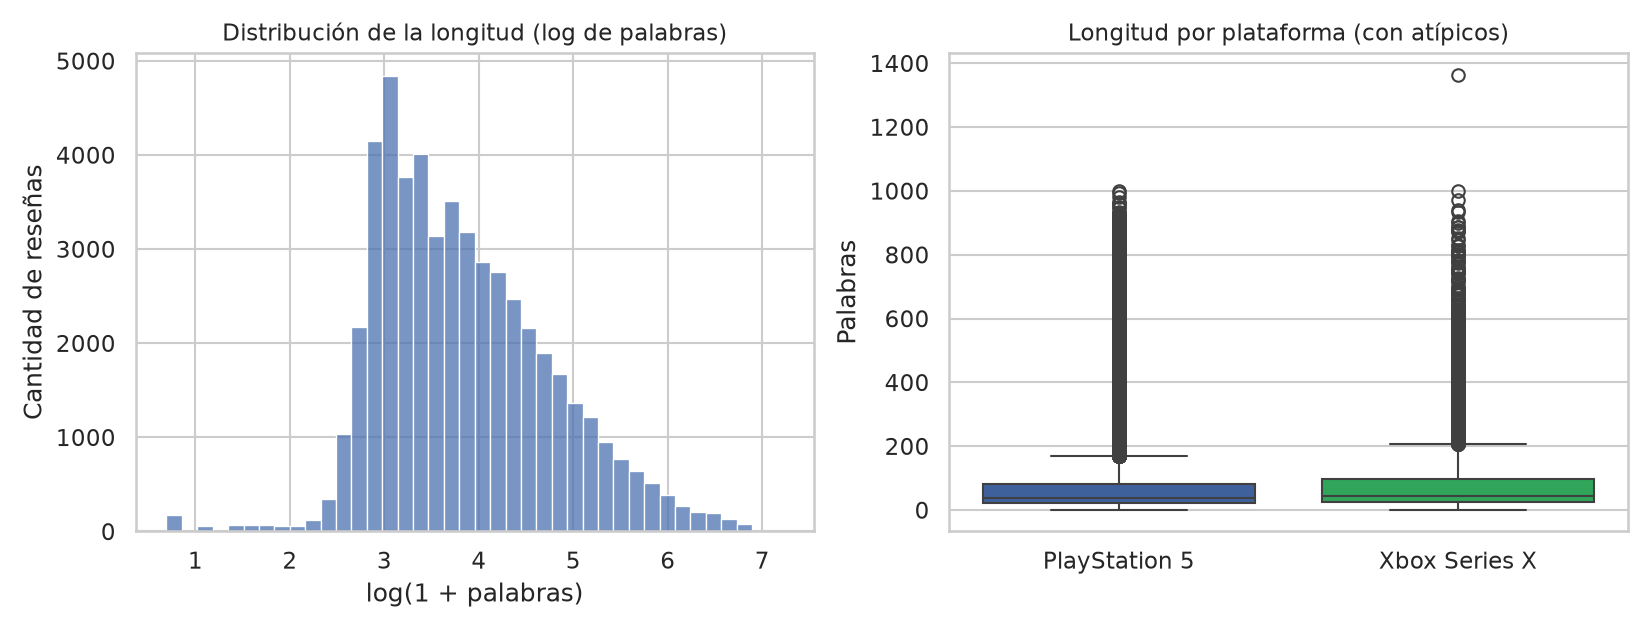 Distribución de la longitud (log de palabras)
Cantidad de reseñas
5000
4000
3000
2000
1000
0
1 2 3 4 5 6 7
log(1 + palabras)
Longitud por plataforma (con atípicos)
Palabras
1400
1200
1000
800
600
400
200
0
PlayStation 5 Xbox Series X